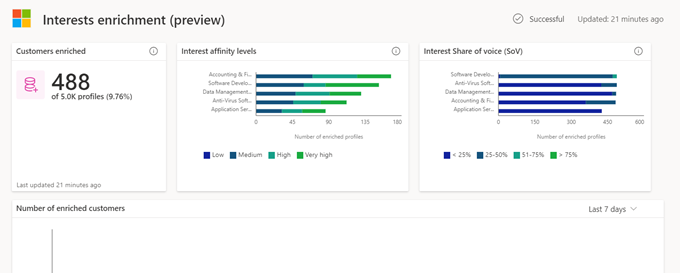 Interests enrichment (preview)
Successful
Updated: 21 minutes ago
Customers enriched
488
of 5.0K profiles (9.76%)
Last updated 21 minutes ago
Interest affinity levels
Accounting & Fi...
Software Develo...
Data Management...
Anti-Virus Soft...
Application Ser...
0 45 90 135 180
Number of enriched profiles
Low Medium High Very high
Interest Share of voice (SoV)
Software Develo...
Anti-Virus Soft...
Data Management...
Accounting & Fi...
Application Ser...
0 150 300 450 600
Number of enriched profiles
< 25% 25-50% 51-75% > 75%
Number of enriched customers
Last 7 days